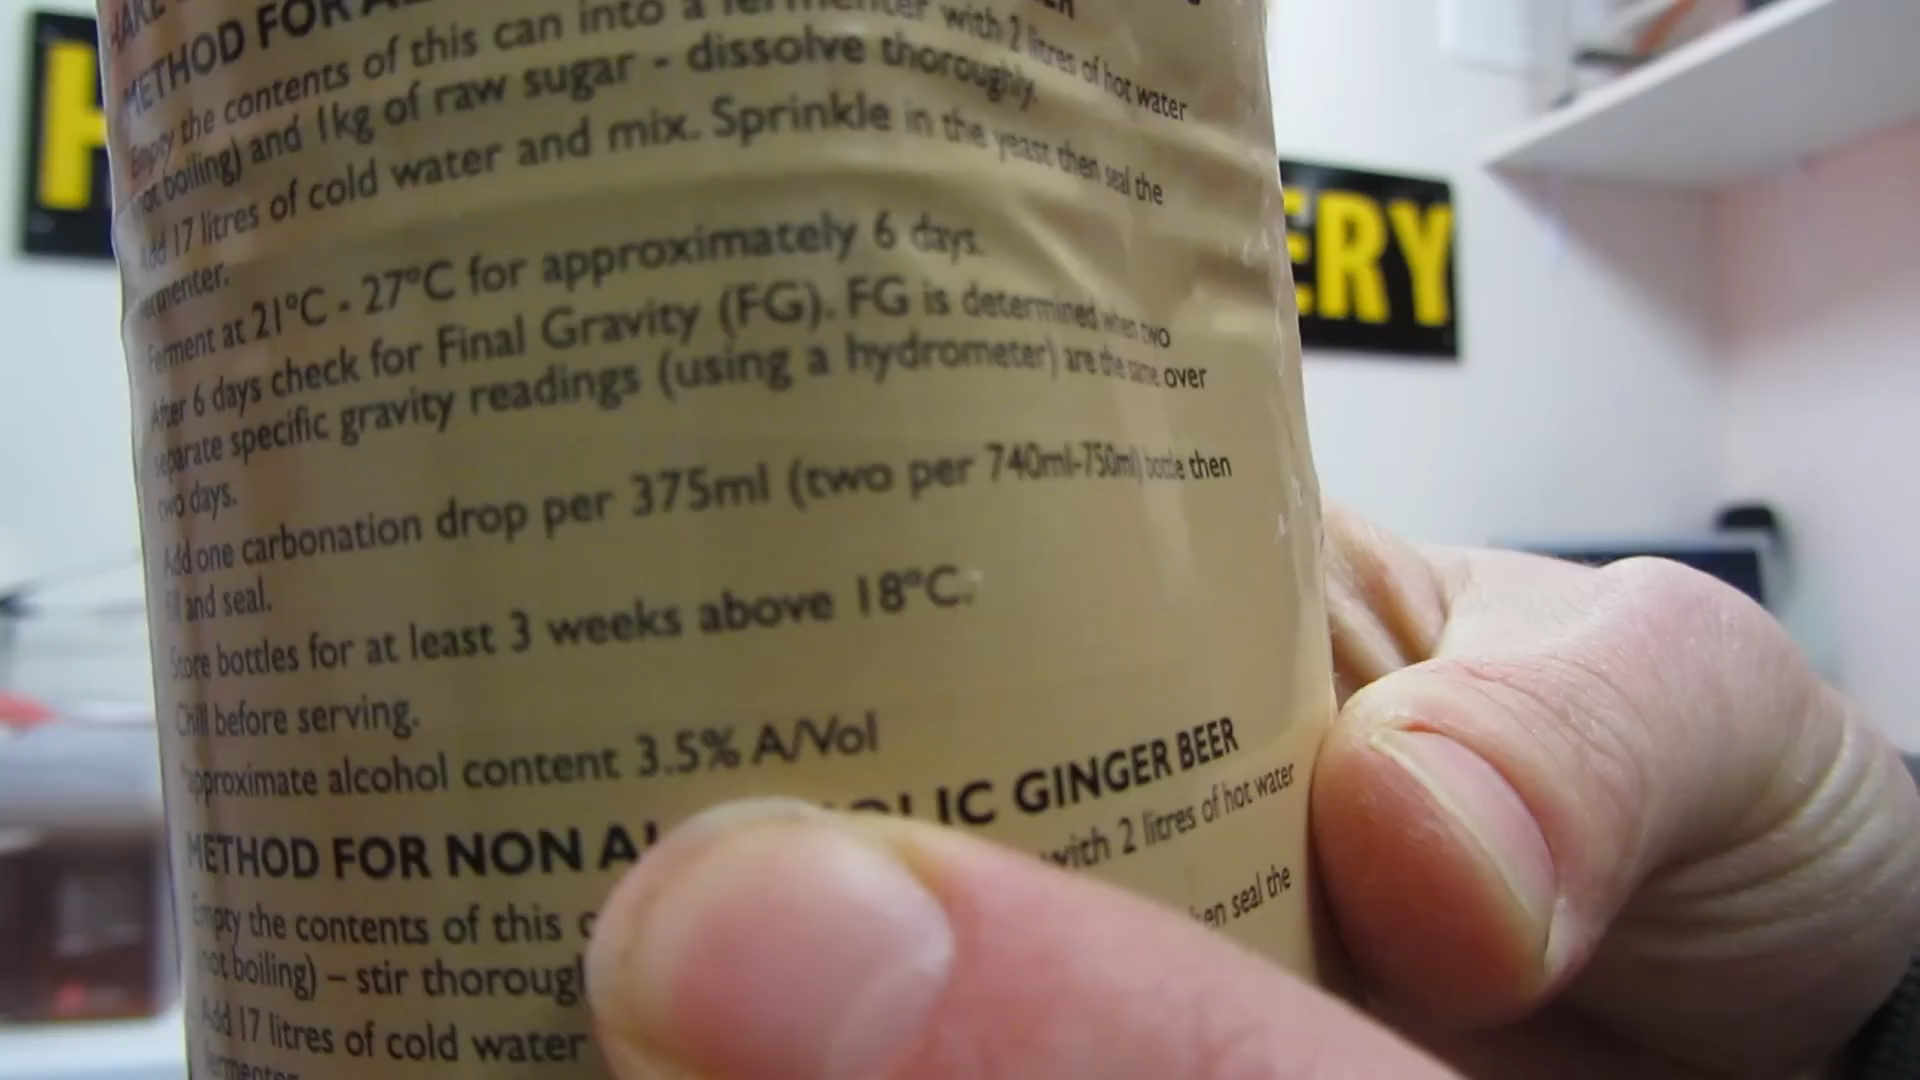 METHOD FOR
Empty the contents of this can into a fermenter with 2 litres of hot water
(not boiling) and 1kg of raw sugar - dissolve thoroughly.
Add 17 litres of cold water and mix. Sprinkle in the yeast then seal the
fermenter.
Ferment at 21°C - 27°C for approximately 6 days.
After 6 days check for Final Gravity (FG). FG is determined when two
separate specific gravity readings (using a hydrometer) are the same over
two days.
Add one carbonation drop per 375ml (two per 740ml-750ml) bottle then
fill and seal.
Store bottles for at least 3 weeks above 18°C.
Chill before serving.
*approximate alcohol content 3.5% A/Vol
METHOD FOR NON AL OLIC GINGER BEER
Empty the contents of this c with 2 litres of hot water
not boiling) – stir thorough
Add 17 litres of cold water then seal the
fermenter
H
ERY